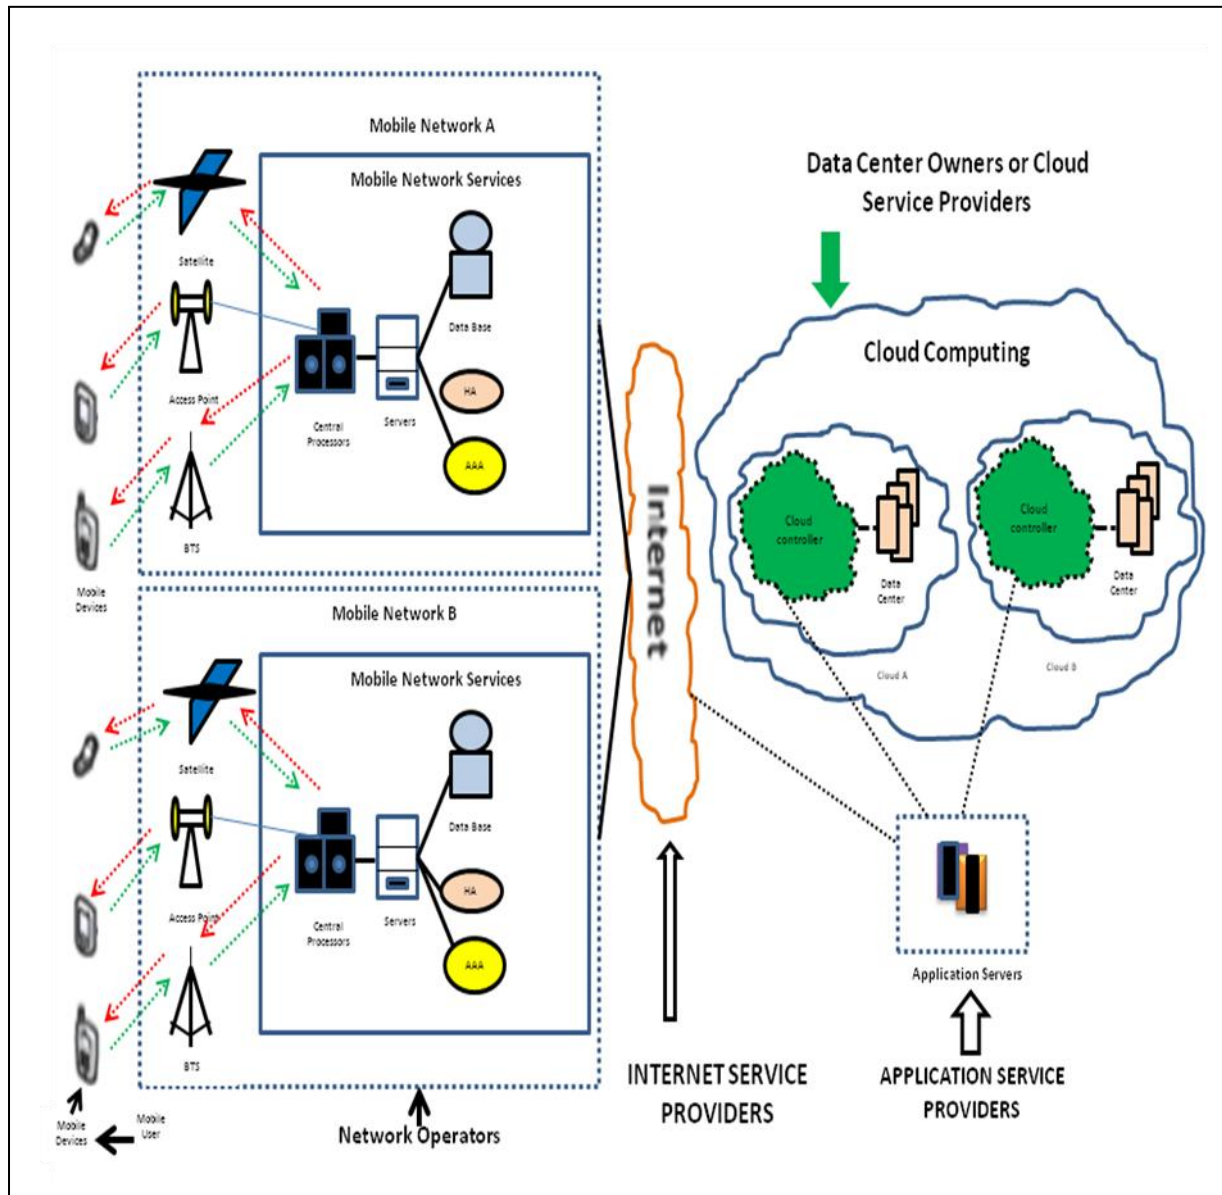 Mobile Network A
Mobile Network Services
Satellite
Data Base
Access Point
HA
Central
Processors
Servers
AAA
BTS
Mobile
Devices
Mobile Network B
Mobile Network Services
Satellite
Data Base
Access Point
HA
Central
Processors
Servers
AAA
BTS
Mobile
Devices
Mobile
User
Network Operators
Internet
INTERNET SERVICE
PROVIDERS
Data Center Owners or Cloud
Service Providers
Cloud Computing
Cloud
controller
Data
Center
Cloud A
Cloud
controller
Data
Center
Cloud B
Application Servers
APPLICATION SERVICE
PROVIDERS